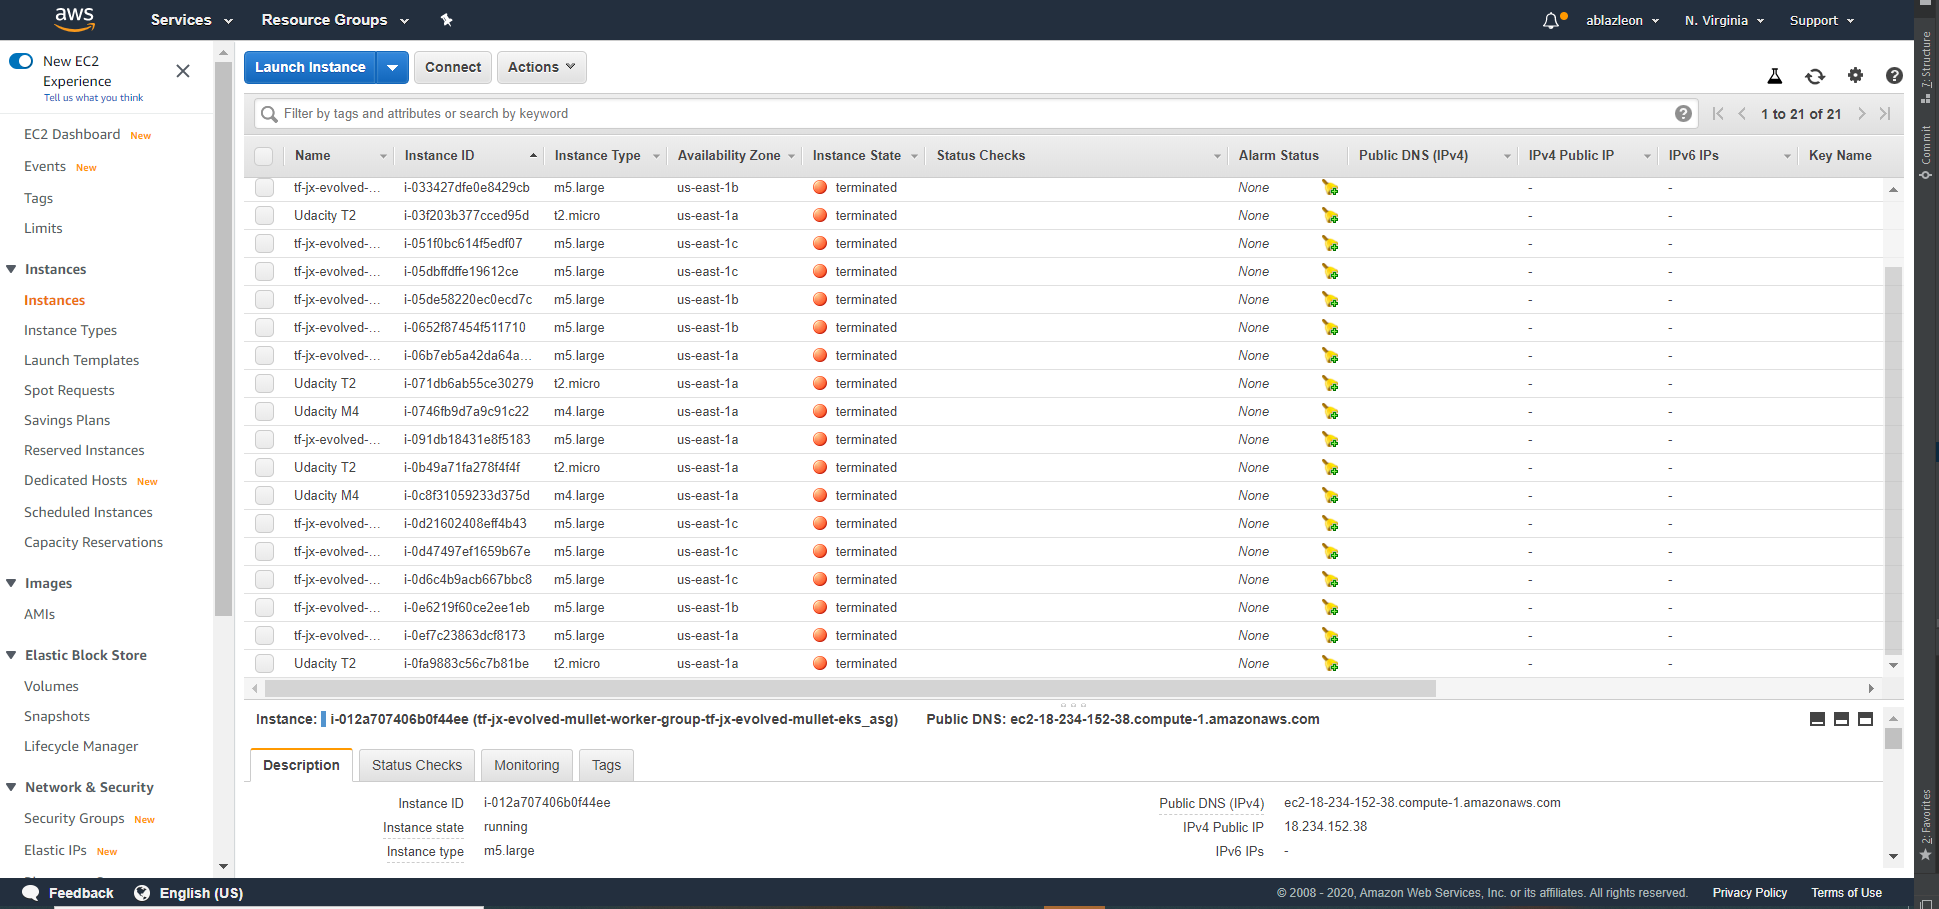 aws Services Resource Groups ablazleon N. Virginia Support
New EC2 Experience
Tell us what you think
EC2 Dashboard New
Events New
Tags
Limits
Instances
Instances
Instance Types
Launch Templates
Spot Requests
Savings Plans
Reserved Instances
Dedicated Hosts New
Scheduled Instances
Capacity Reservations
Images
AMIs
Elastic Block Store
Volumes
Snapshots
Lifecycle Manager
Network & Security
Security Groups New
Elastic IPs New
Launch Instance Connect Actions
Filter by tags and attributes or search by keyword
1 to 21 of 21
Name Instance ID Instance Type Availability Zone Instance State Status Checks Alarm Status Public DNS (IPv4) IPv4 Public IP IPv6 IPs Key Name
tf-jx-evolved-... i-033427dfe0e8429cb m5.large us-east-1b terminated None - -
Udacity T2 i-03f203b377cced95d t2.micro us-east-1a terminated None - -
tf-jx-evolved-... i-051f0bc614f5edf07 m5.large us-east-1c terminated None - -
tf-jx-evolved-... i-05dbffdffe19612ce m5.large us-east-1c terminated None - -
tf-jx-evolved-... i-05de58220ec0ecd7c m5.large us-east-1b terminated None - -
tf-jx-evolved-... i-0652f87454f511710 m5.large us-east-1b terminated None - -
tf-jx-evolved-... i-06b7eb5a42da64a... m5.large us-east-1a terminated None - -
Udacity T2 i-071db6ab55ce30279 t2.micro us-east-1a terminated None - -
Udacity M4 i-0746fb9d7a9c91c22 m4.large us-east-1a terminated None - -
tf-jx-evolved-... i-091db18431e8f5183 m5.large us-east-1a terminated None - -
Udacity T2 i-0b49a71fa278f4f4f t2.micro us-east-1a terminated None - -
Udacity M4 i-0c8f31059233d375d m4.large us-east-1a terminated None - -
tf-jx-evolved-... i-0d21602408eff4b43 m5.large us-east-1c terminated None - -
tf-jx-evolved-... i-0d47497ef1659b67e m5.large us-east-1c terminated None - -
tf-jx-evolved-... i-0d6c4b9acb667bbc8 m5.large us-east-1c terminated None - -
tf-jx-evolved-... i-0e6219f60ce2ee1eb m5.large us-east-1b terminated None - -
tf-jx-evolved-... i-0ef7c23863dcf8173 m5.large us-east-1a terminated None - -
Udacity T2 i-0fa9883c56c7b81be t2.micro us-east-1a terminated None - -
Instance: i-012a707406b0f44ee (tf-jx-evolved-mullet-worker-group-tf-jx-evolved-mullet-eks_asg) Public DNS: ec2-18-234-152-38.compute-1.amazonaws.com
Description Status Checks Monitoring Tags
Instance ID i-012a707406b0f44ee Public DNS (IPv4) ec2-18-234-152-38.compute-1.amazonaws.com
Instance state running IPv4 Public IP 18.234.152.38
Instance type m5.large IPv6 IPs -
Feedback English (US) © 2008 - 2020, Amazon Web Services, Inc. or its affiliates. All rights reserved. Privacy Policy Terms of Use
7: Structure
Commit
2: Favorites